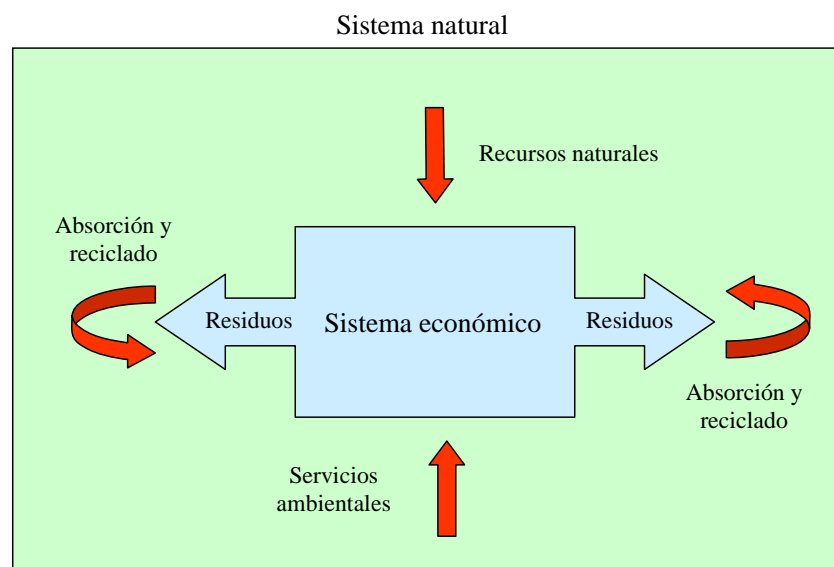 Sistema natural
Recursos naturales
Absorción y
reciclado
Residuos
Sistema económico
Residuos
Absorción y
reciclado
Servicios
ambientales